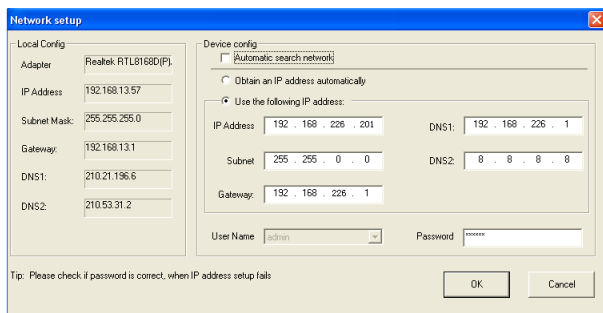 Network setup
Local Config
Adapter Realtek RTL8168D(P).
IP Address 192.168.13.57
Subnet Mask: 255.255.255.0
Gateway: 192.168.13.1
DNS1: 210.21.196.6
DNS2: 210.53.31.2
Device config
Automatic search network
Obtain an IP address automatically
Use the following IP address:
IP Address 192 . 168 . 226 . 201 DNS1: 192 . 168 . 226 . 1
Subnet 255 . 255 . 0 . 0 DNS2: 8 . 8 . 8 . 8
Gateway: 192 . 168 . 226 . 1
User Name admin Password ******
Tip: Please check if password is correct, when IP address setup fails
OK Cancel